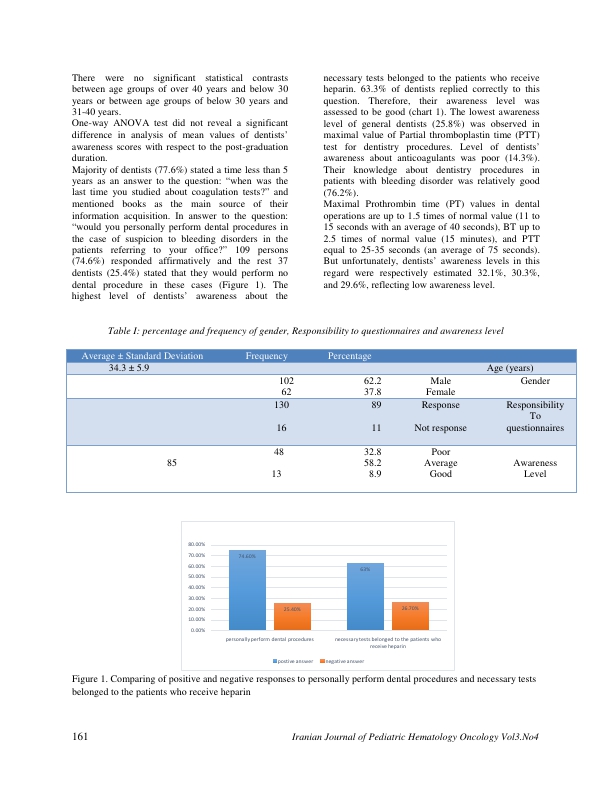 There were no significant statistical contrasts
between age groups of over 40 years and below 30
years or between age groups of below 30 years and
31-40 years.
One-way ANOVA test did not reveal a significant
difference in analysis of mean values of dentists'
awareness scores with respect to the post-graduation
duration.
Majority of dentists (77.6%) stated a time less than 5
years as an answer to the question: "when was the
last time you studied about coagulation tests?" and
mentioned books as the main source of their
information acquisition. In answer to the question:
"would you personally perform dental procedures in
the case of suspicion to bleeding disorders in the
patients referring to your office?" 109 persons
(74.6%) responded affirmatively and the rest 37
dentists (25.4%) stated that they would perform no
dental procedure in these cases (Figure 1). The
highest level of dentists' awareness about the
necessary tests belonged to the patients who receive
heparin. 63.3% of dentists replied correctly to this
question. Therefore, their awareness level was
assessed to be good (chart 1). The lowest awareness
level of general dentists (25.8%) was observed in
maximal value of Partial thromboplastin time (PTT)
test for dentistry procedures. Level of dentists'
awareness about anticoagulants was poor (14.3%).
Their knowledge about dentistry procedures in
patients with bleeding disorder was relatively good
(76.2%).
Maximal Prothrombin time (PT) values in dental
operations are up to 1.5 times of normal value (11 to
15 seconds with an average of 40 seconds), BT up to
2.5 times of normal value (15 minutes), and PTT
equal to 25-35 seconds (an average of 75 seconds).
But unfortunately, dentists' awareness levels in this
regard were respectively estimated 32.1%, 30.3%,
and 29.6%, reflecting low awareness level.
Table I: percentage and frequency of gender, Responsibility to questionnaires and awareness level
Average ± Standard Deviation Frequency Percentage
34.3 ± 5.9 Age (years)
102 62.2 Male Gender
62 37.8 Female
130 89 Response Responsibility
To
16 11 Not response questionnaires
48 32.8 Poor
85 58.2 Average Awareness
13 8.9 Good Level
80.00%
70.00%
60.00%
50.00%
40.00%
30.00%
20.00%
10.00%
0.00%
74.60%
25.40%
63%
36.70%
personally perform dental procedures
necessary tests belonged to the patients who
receive heparin
positive answer negative answer
Figure 1. Comparing of positive and negative responses to personally perform dental procedures and necessary tests
belonged to the patients who receive heparin
161 Iranian Journal of Pediatric Hematology Oncology Vol3.No4